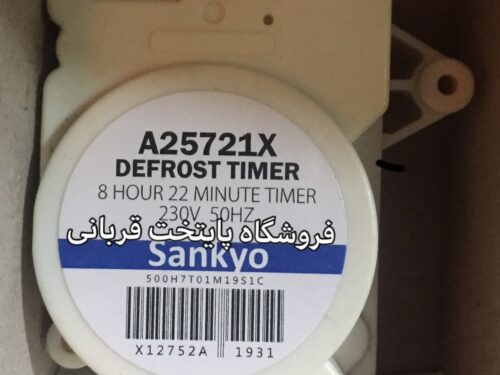 A25721X
DEFROST TIMER
8 HOUR 22 MINUTE TIMER
230V 50HZ
فروشگاه پایتخت قربانی
Sankyo
500H7T01M19S1C
X12752A 1931